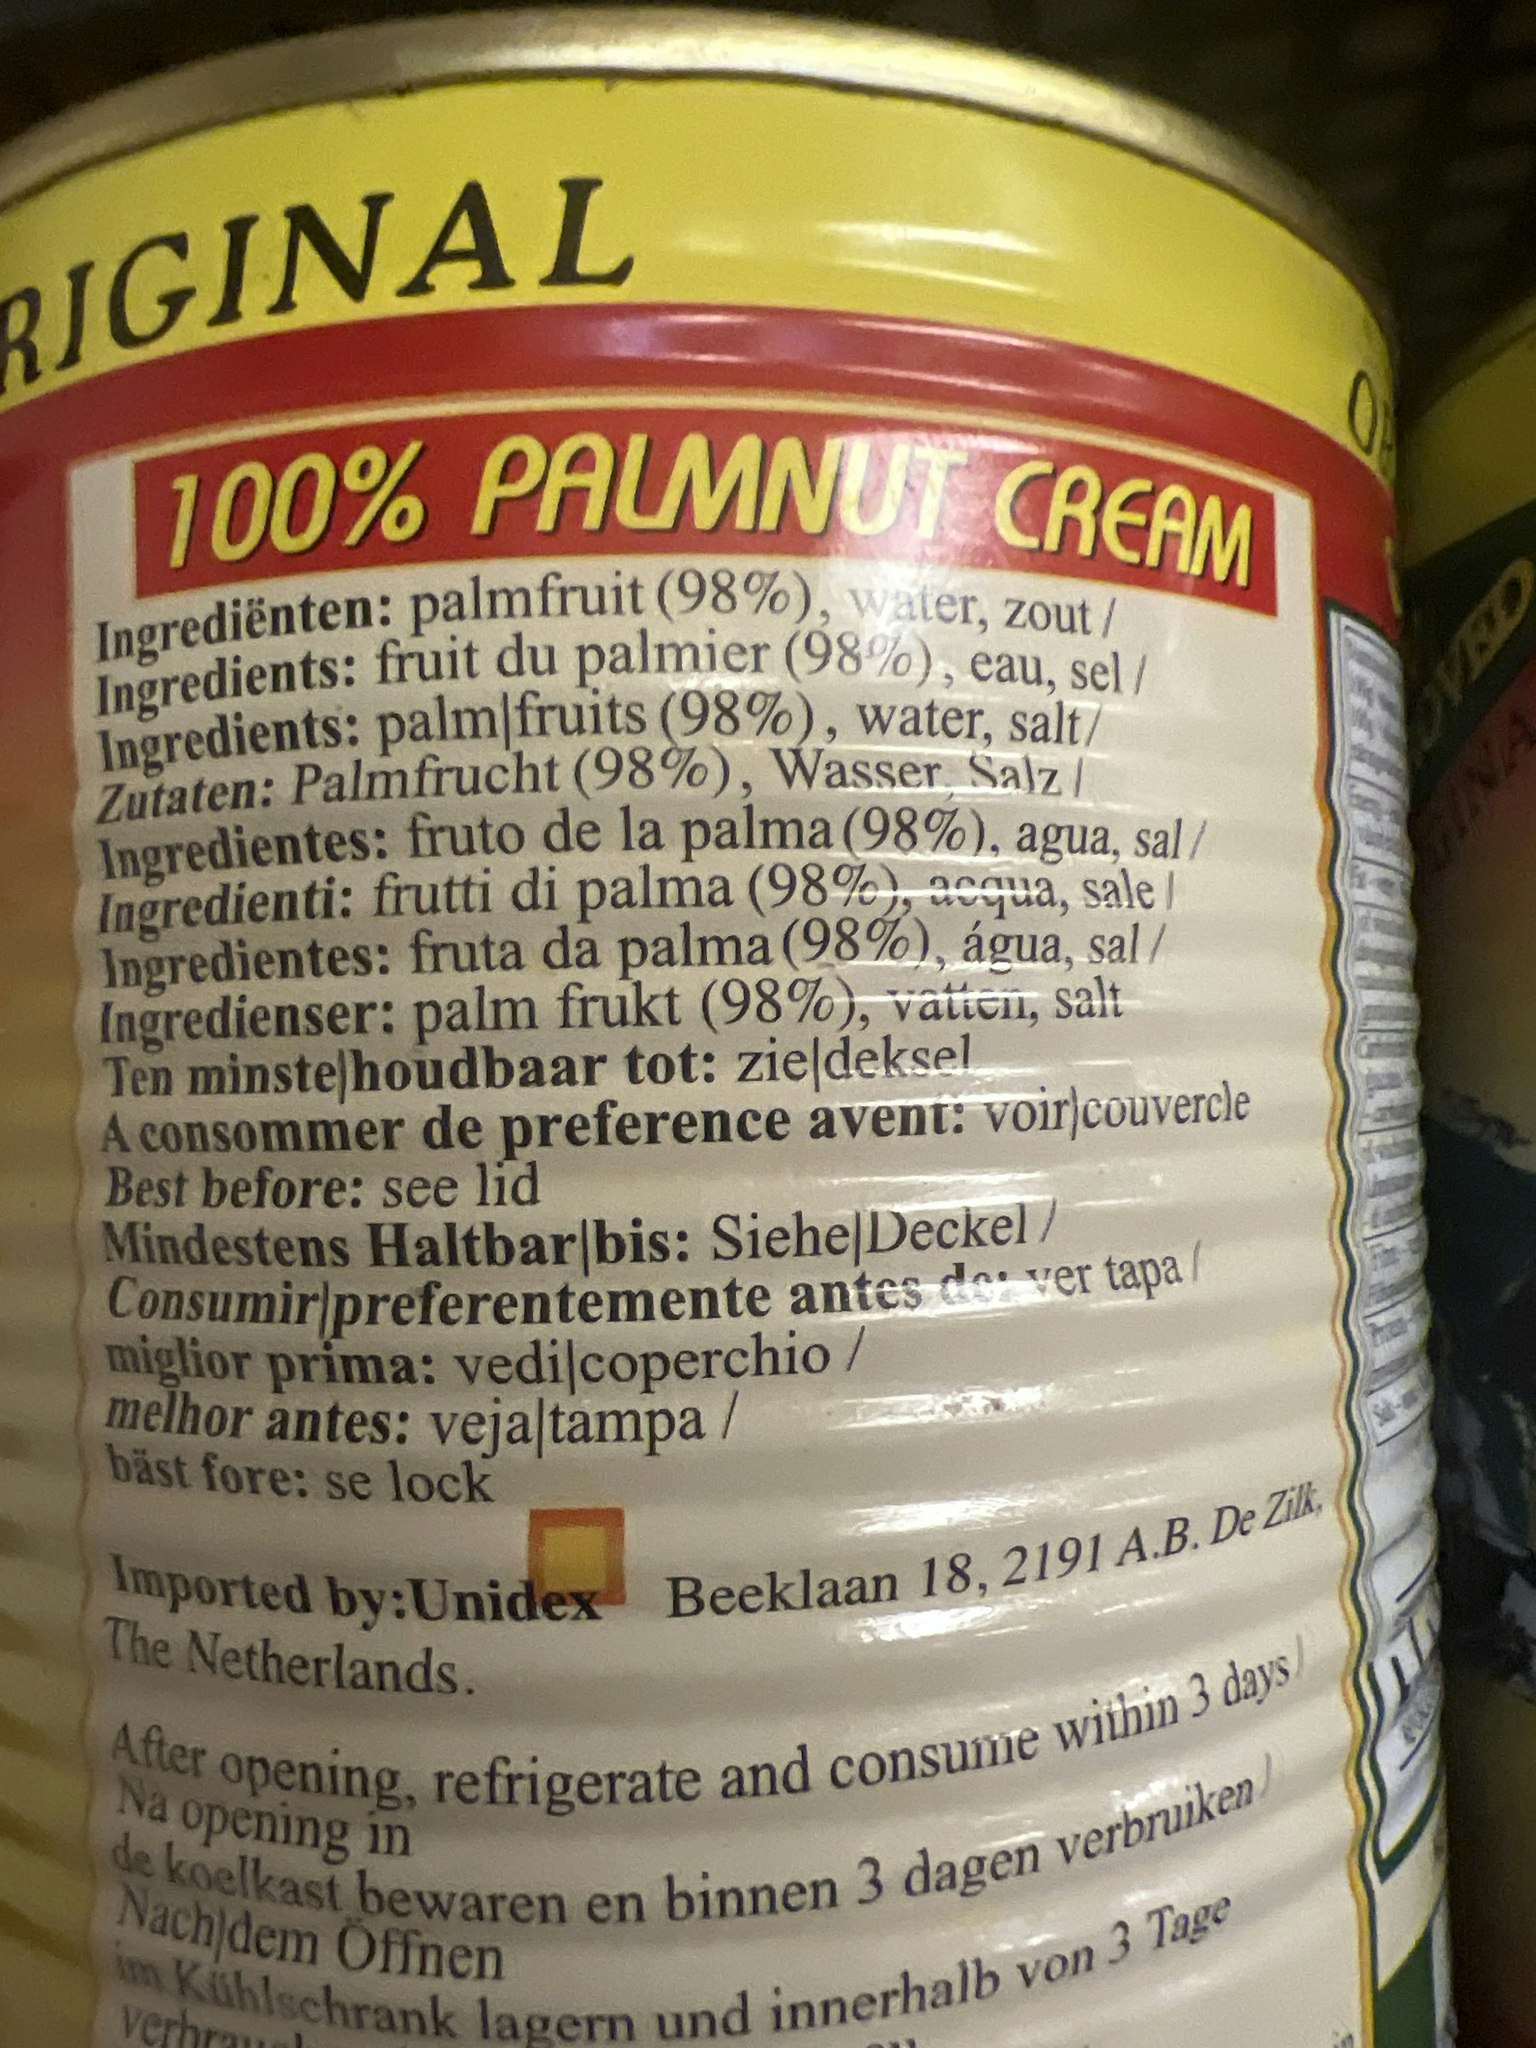 RIGINAL
100% PALMNUT CREAM
Ingrediënten: palmfruit (98%), water, zout /
Ingredients: fruit du palmier (98%), eau, sel /
Ingredients: palm|fruits (98%), water, salt/
Zutaten: Palmfrucht (98%), Wasser, Salz /
Ingredientes: fruto de la palma (98%), agua, sal /
Ingredienti: frutti di palma (98%), acqua, sale /
Ingredientes: fruta da palma (98%), água, sal /
Ingredienser: palm frukt (98%), vatten, salt
Ten minste|houdbaar tot: zie|deksel
A consommer de preference avent: voir|couvercle
Best before: see lid
Mindestens Haltbar|bis: Siehe|Deckel /
Consumir|preferentemente antes de: ver tapa /
miglior prima: vedi|coperchio /
melhor antes: veja|tampa /
bäst fore: se lock
Imported by:Unidex Beeklaan 18, 2191 A.B. De Zilk,
The Netherlands.
After opening, refrigerate and consume within 3 days /
Na opening in
de koelkast bewaren en binnen 3 dagen verbruiken /
Nach|dem Öffnen
im Kühlschrank lagern und innerhalb von 3 Tage